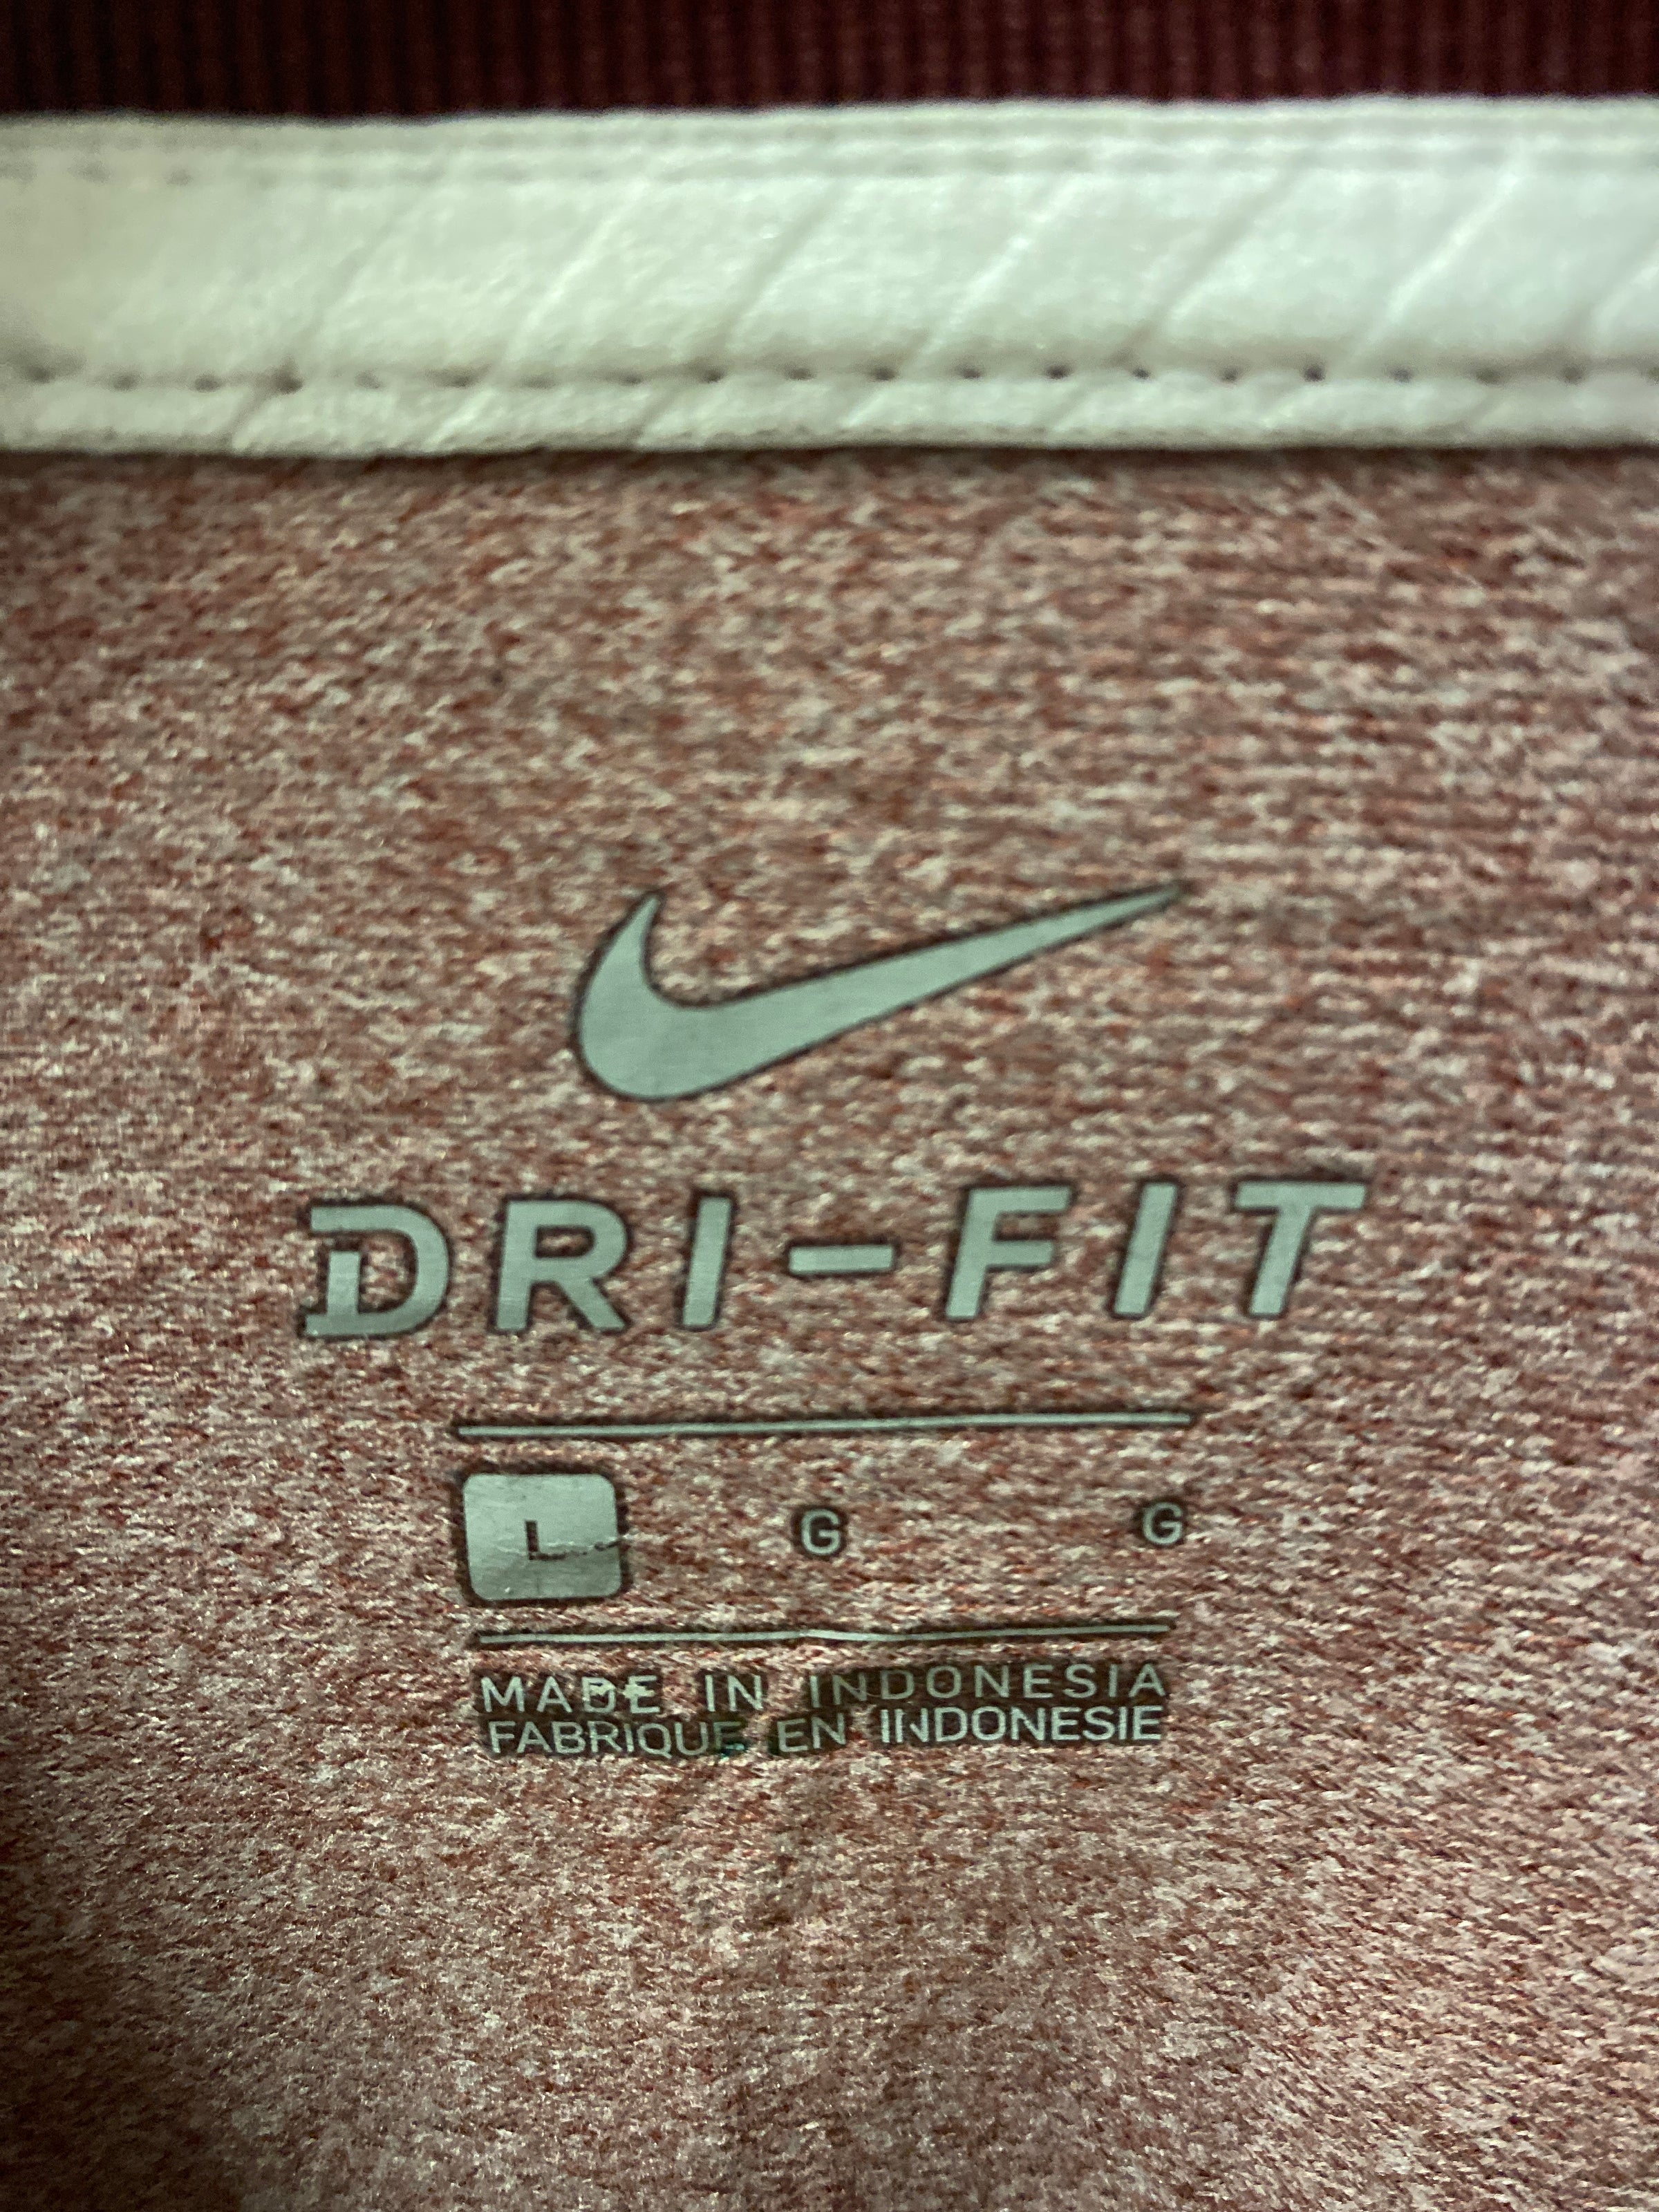 DRI-FIT
L G G
MADE IN INDONESIA
FABRIQUE EN INDONESIE